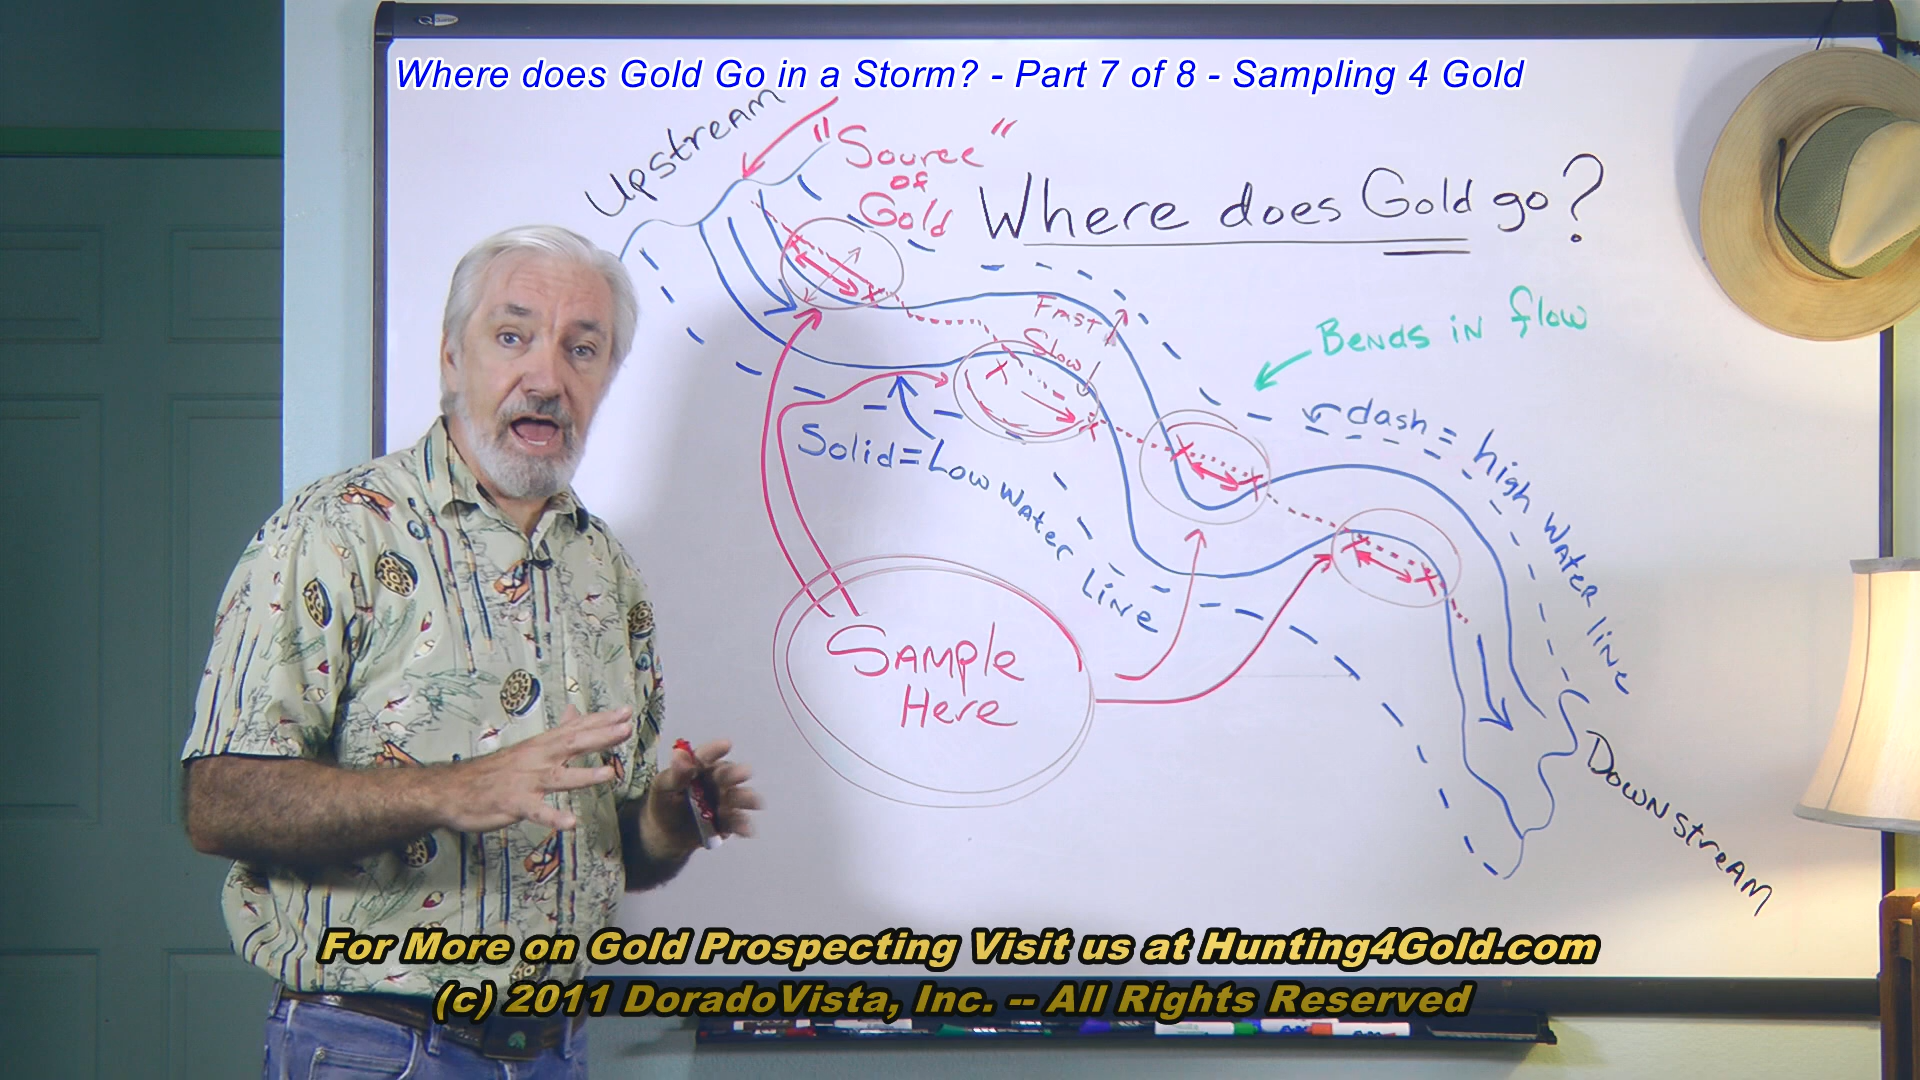 Where does Gold Go in a Storm? - Part 7 of 8 - Sampling 4 Gold
Upstream
"Source"
of
Gold
Where does Gold go?
Fast
Slow
Bends in flow
dash = high water line
Solid = Low water Line
Sample
Here
Downstream
For More on Gold Prospecting Visit us at Hunting4Gold.com
(c) 2011 DoradoVista, Inc. -- All Rights Reserved